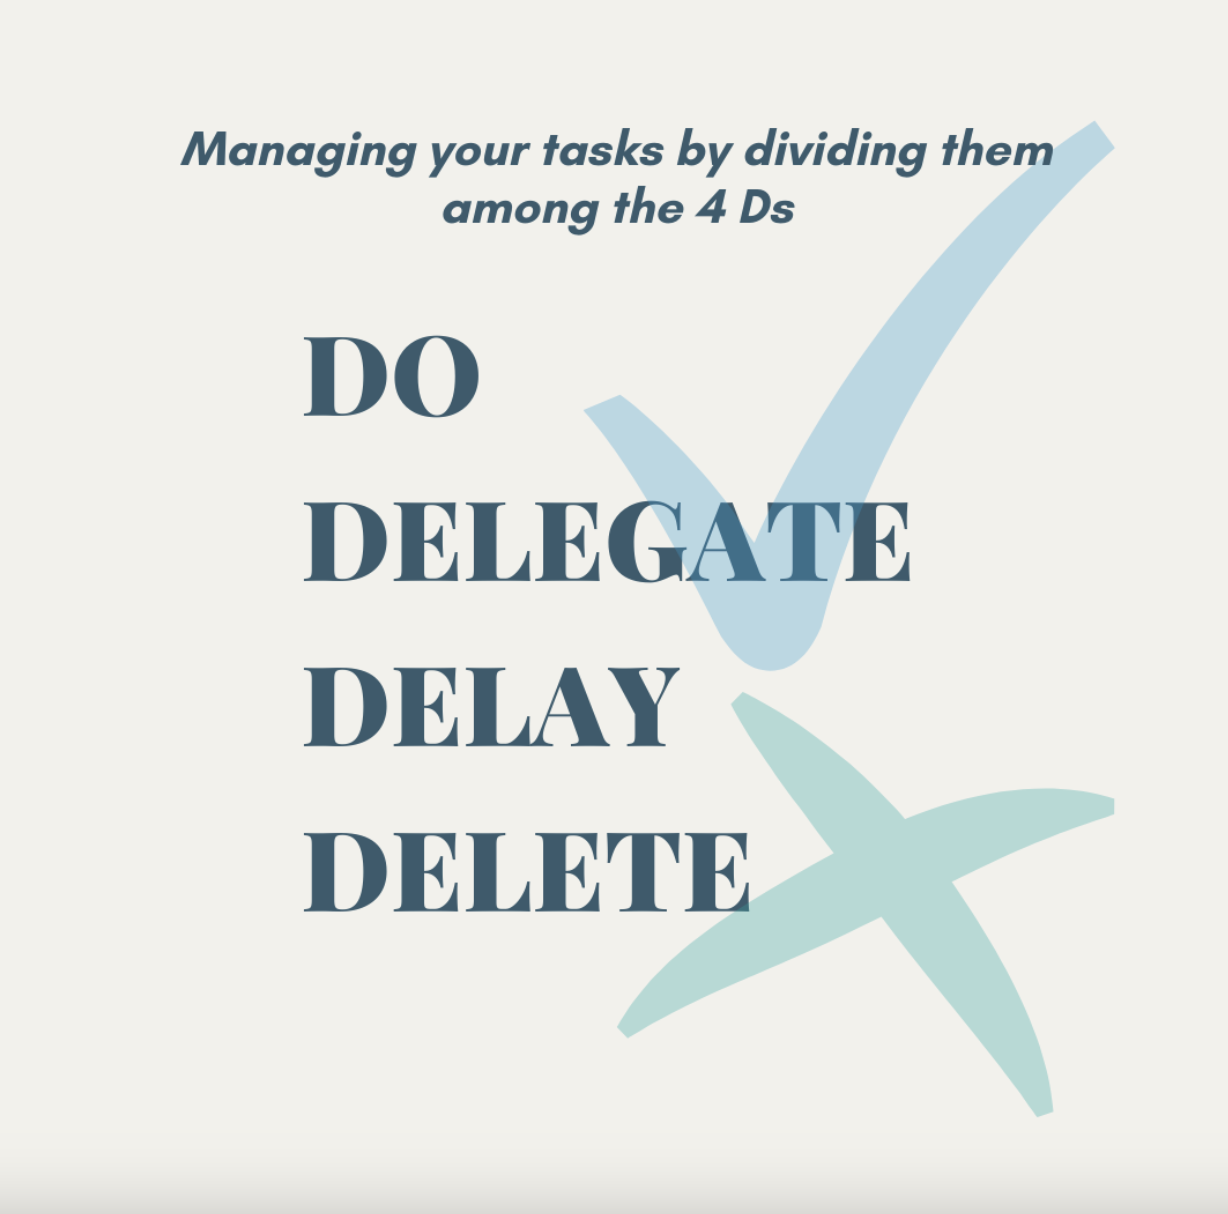 Managing your tasks by dividing them
among the 4 Ds
DO
DELEGATE
DELAY
DELETE